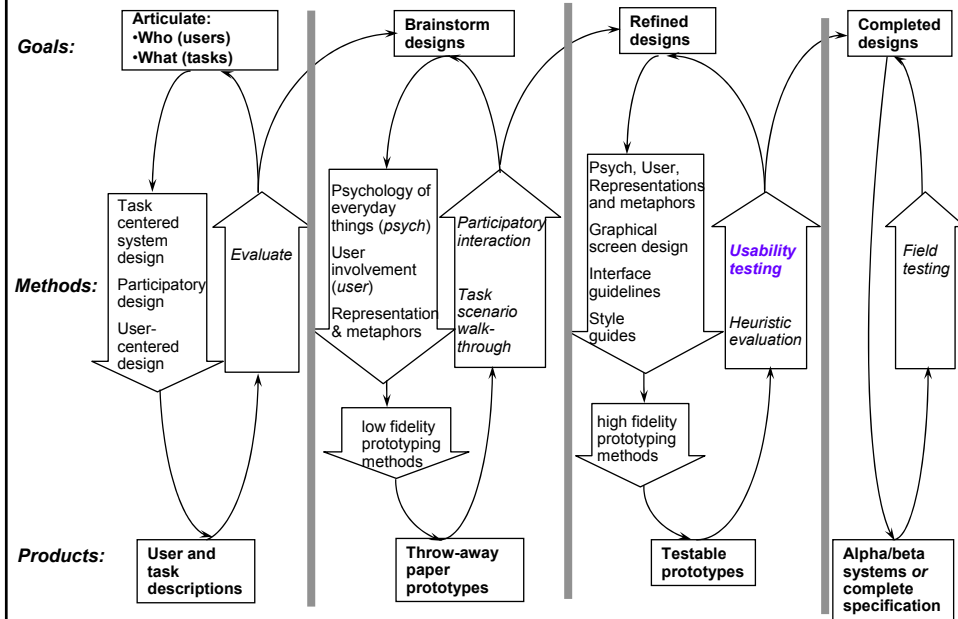 Goals:
Articulate:
•Who (users)
•What (tasks)
Brainstorm
designs
Refined
designs
Completed
designs
Methods:
Task
centered
system
design
Participatory
design
User-
centered
design
Evaluate
Psychology of
everyday
things (psych)
User
involvement
(user)
Representation
& metaphors
low fidelity
prototyping
methods
Participatory
interaction
Task
scenario
walk-
through
Psych, User,
Representations
and metaphors
Graphical
screen design
Interface
guidelines
Style
guides
high fidelity
prototyping
methods
Usability
testing
Heuristic
evaluation
Field
testing
Products:
User and
task
descriptions
Throw-away
paper
prototypes
Testable
prototypes
Alpha/beta
systems or
complete
specification